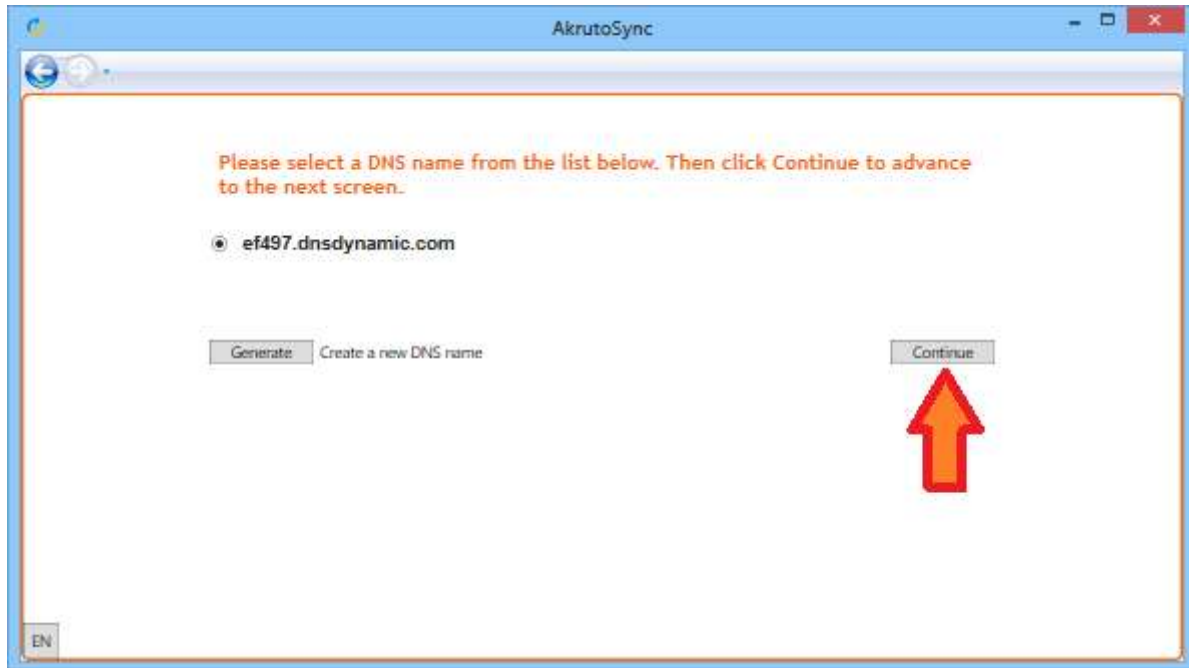 AkrutoSync
Please select a DNS name from the list below. Then click Continue to advance
to the next screen.
ef497.dnsdynamic.com
Generate Create a new DNS name
Continue
EN